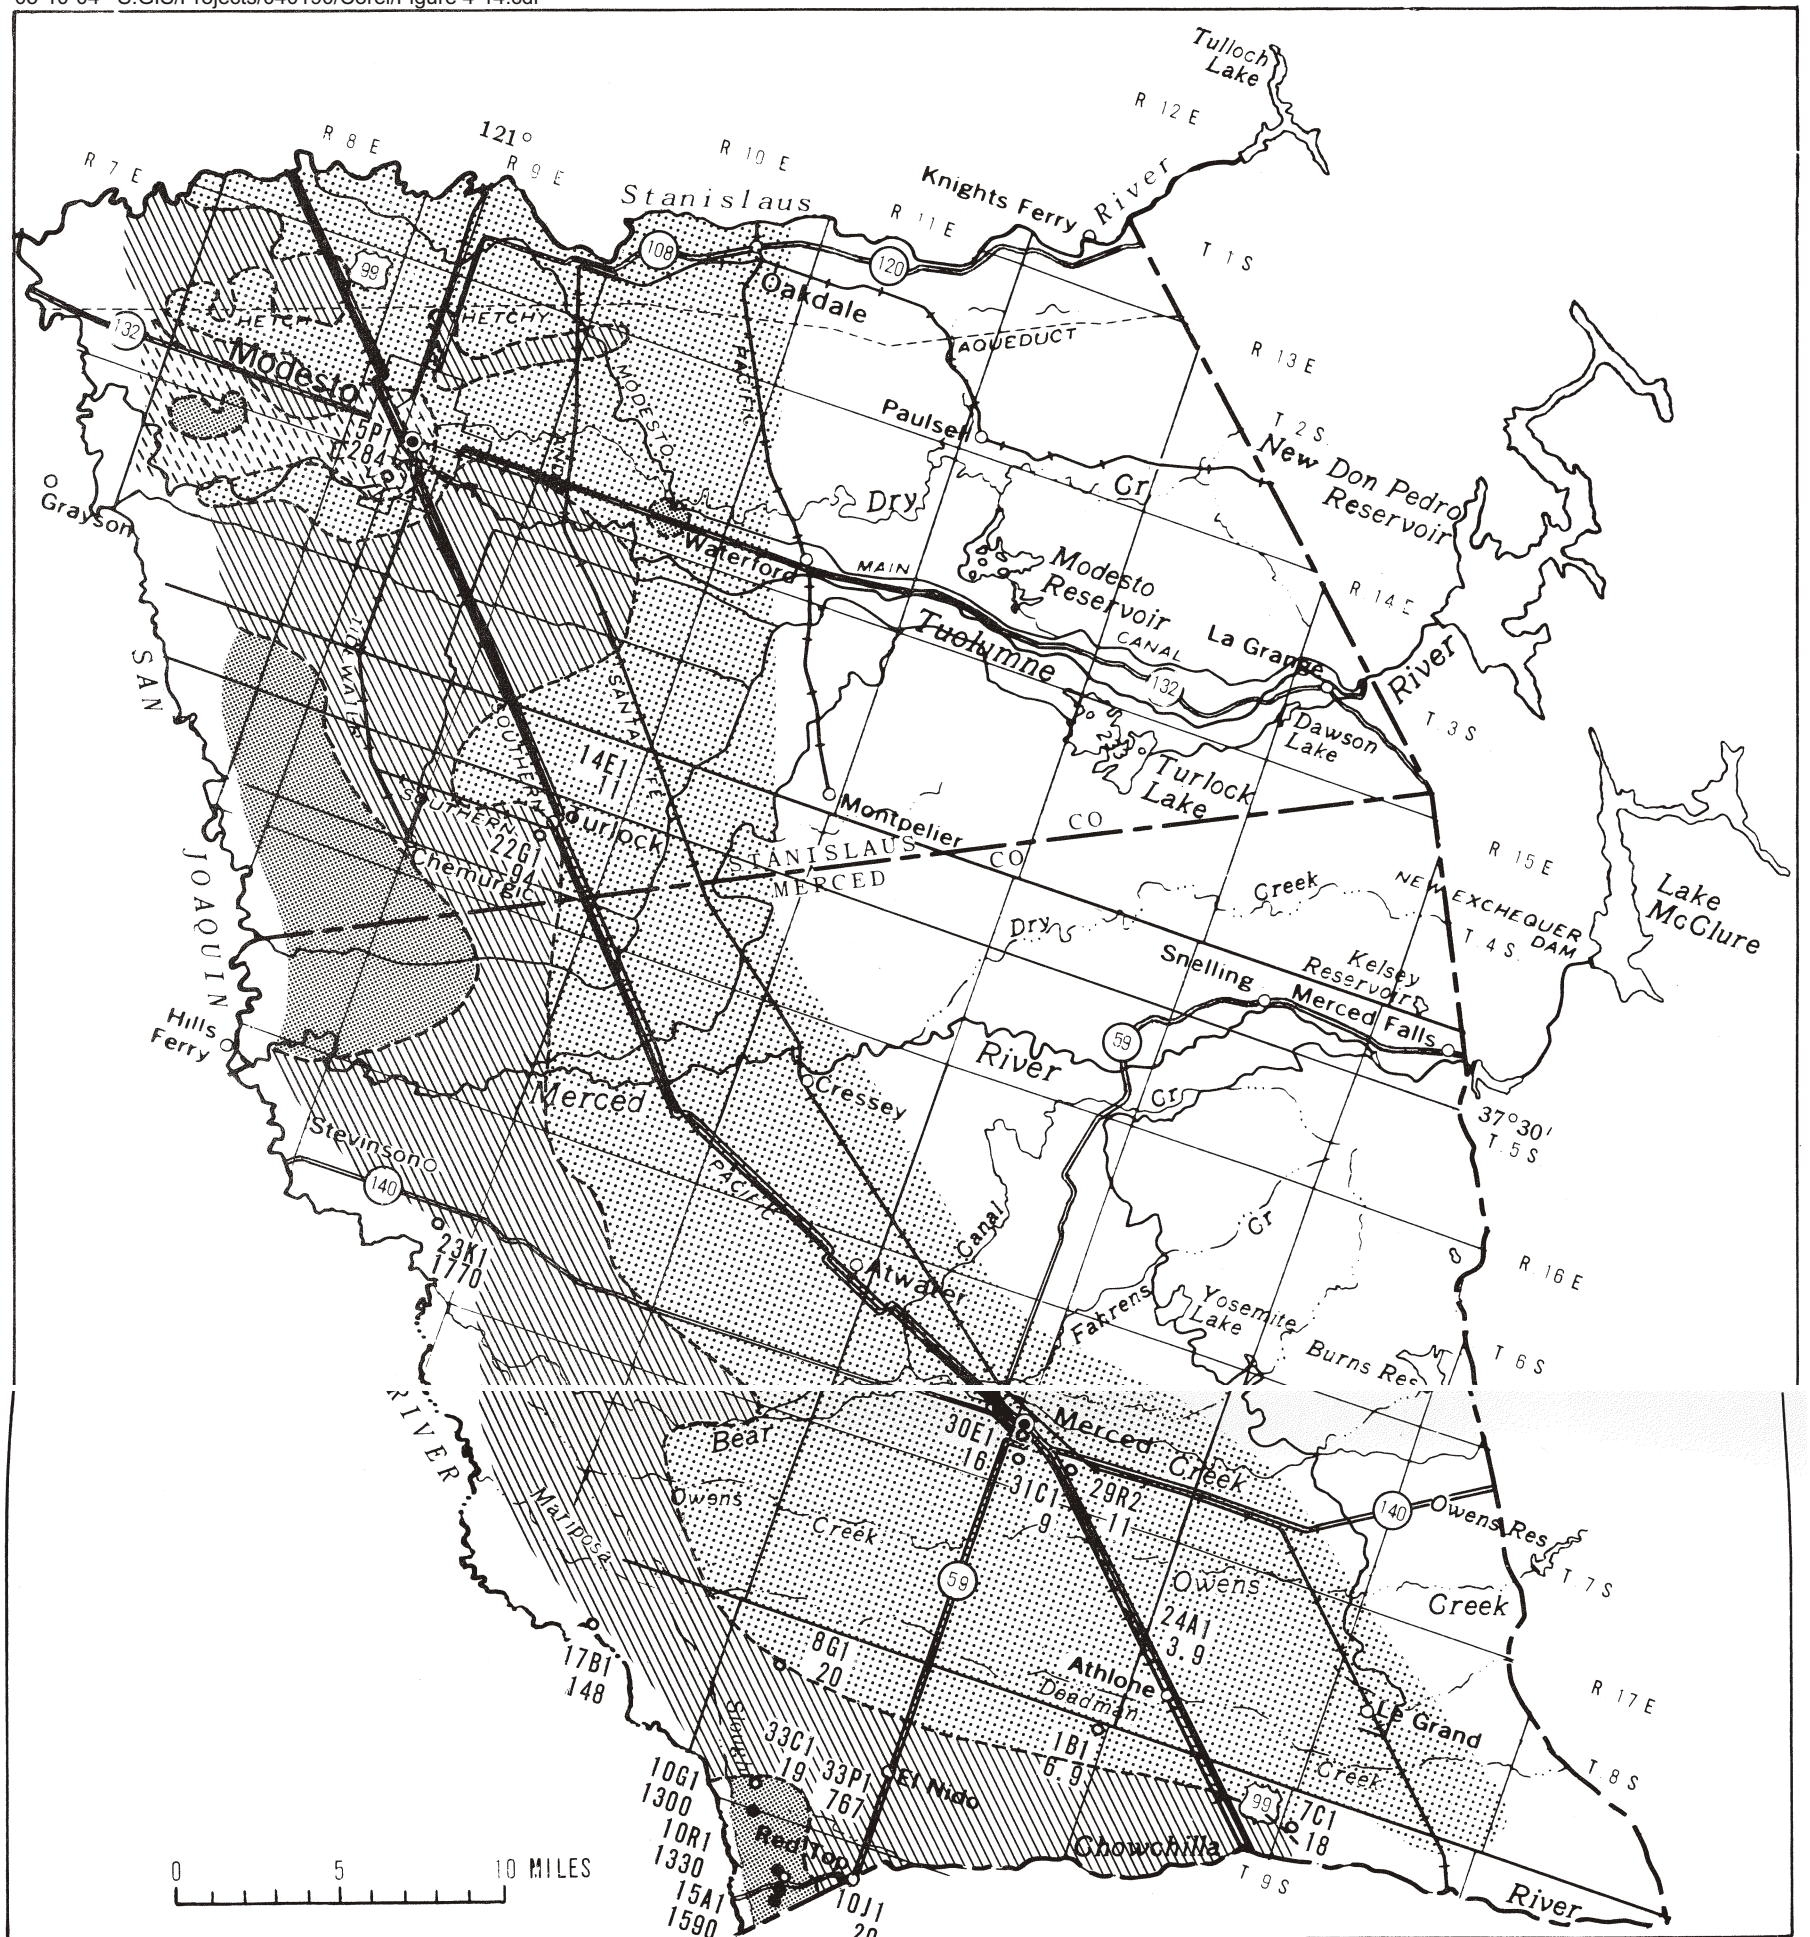 Tulloch
Lake
R 12 E
121°
R 8 E
R 7 E
R 9 E
R 10 E
Stanislaus
Knights Ferry
River
R 11 E
T 1 S
108
120
99
Oakdale
HETCH
HETCHY
AQUEDUCT
132
R 13 E
Modesto
MODESTO
PACIFIC
Paulsell
T 2 S
New Don Pedro
Reservoir
5P1
284
AND
Dry
Cr
Grayson
Waterford
MAIN
Modesto
Reservoir
R 14 E
Tuolumne
CANAL
La Grange
River
132
SAN
SANTA
FE
T 3 S
Dawson
Lake
Turlock
Lake
SOUTHERN
14E1
11
Montpelier
CO
Turlock
SOUTHERN
22G1
94
Chemurgic
STANISLAUS
CO
MERCED
R 15 E
JOAQUIN
Creek
NEW EXCHEQUER
DAM
Lake
McClure
Dry
T 4 S
Kelsey
Reservoir
Snelling
Merced Falls
Hills
Ferry
River
59
Merced
Cressey
Cr
37°30'
T 5 S
Stevinson
140
PACIFIC
Canal
Cr
23K1
1770
Atwater
R 16 E
Fahrens
Yosemite
Lake
Burns Res
T 6 S
RIVER
Bear
30E1
16
Merced
Creek
Owens
31C1
9
29R2
11
140
Owens Res
Mariposa
Creek
59
Owens
Creek
T 7 S
24A1
3.9
17B1
148
8G1
20
Athlone
Deadman
R 17 E
Slough
Le Grand
33C1
19
33P1
767
1B1
6.9
Creek
T 8 S
10G1
1300
El Nido
99
7C1
18
10R1
1330
Red Top
Chowchilla
0 5 10 MILES
15A1
1590
10J1
T 9 S
River